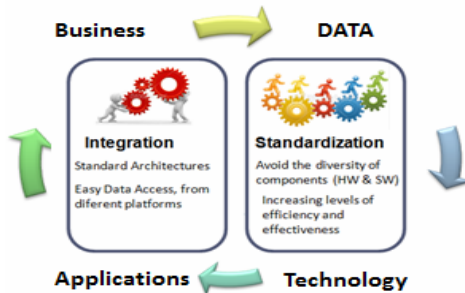 Business
DATA
Integration
Standard Architectures
Easy Data Access, from
diferent platforms
Standardization
Avoid the diversity of
components (HW & SW)
Increasing levels of
efficiency and
effectiveness
Applications
Technology